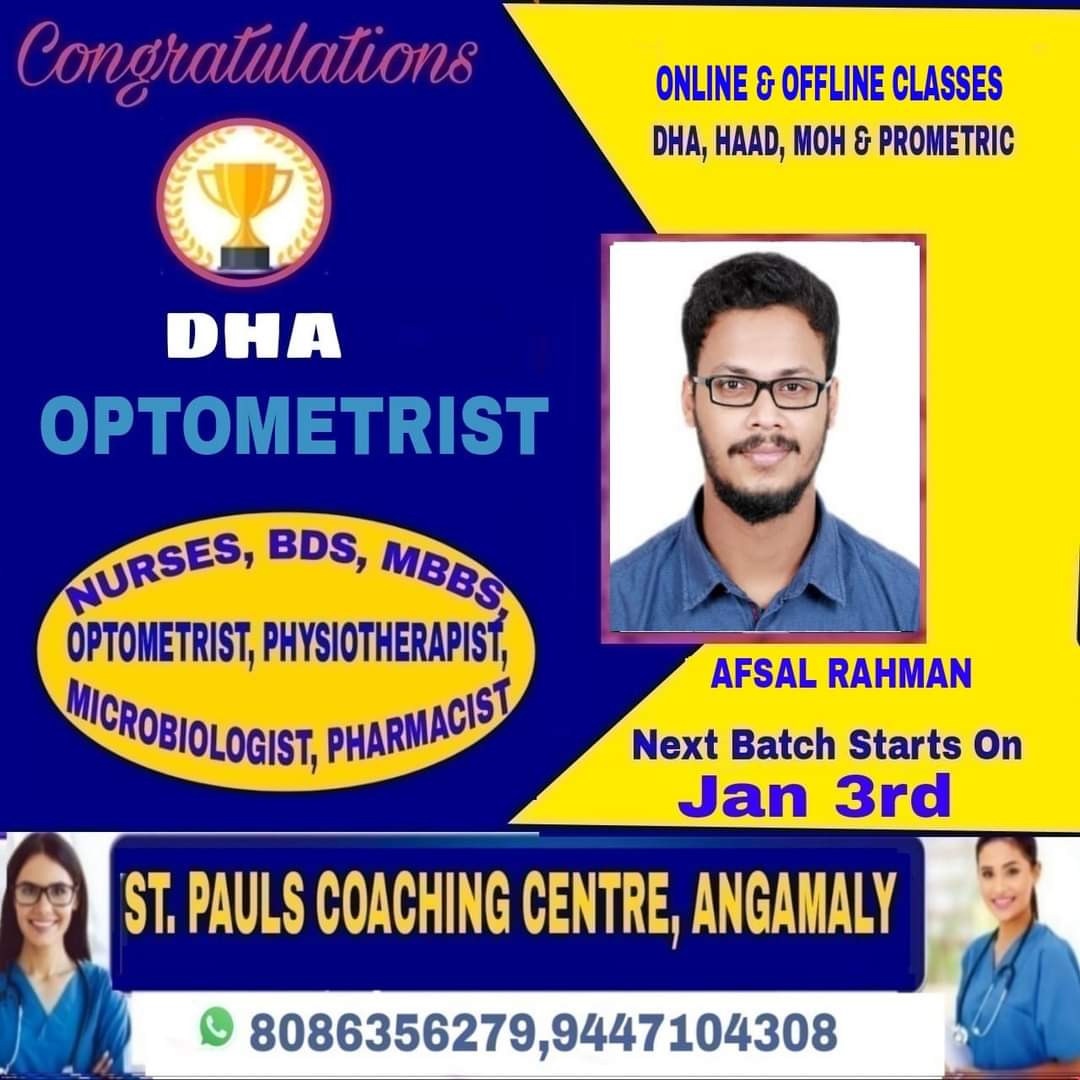 Congratulations
DHA
OPTOMETRIST
NURSES, BDS, MBBS,
OPTOMETRIST, PHYSIOTHERAPIST,
MICROBIOLOGIST, PHARMACIST
ONLINE & OFFLINE CLASSES
DHA, HAAD, MOH & PROMETRIC
AFSAL RAHMAN
Next Batch Starts On
Jan 3rd
ST. PAULS COACHING CENTRE, ANGAMALY
8086356279,9447104308